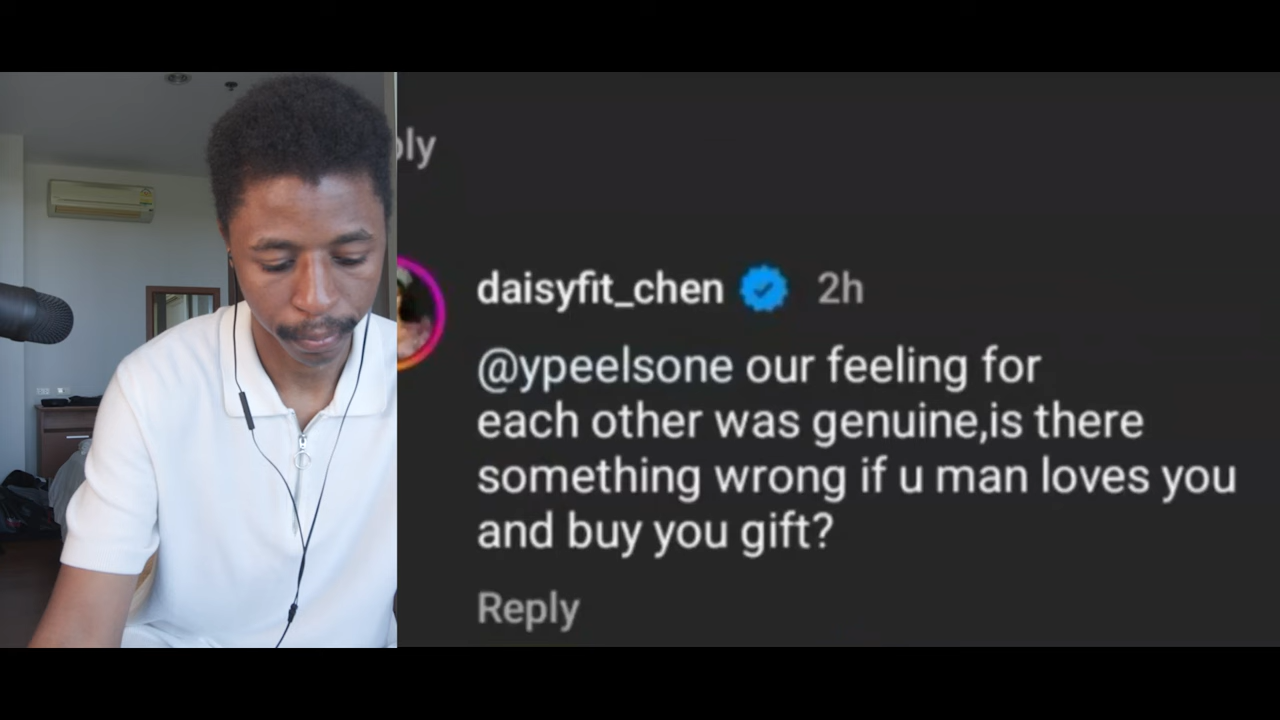 ply
daisyfit_chen 2h
@ypeelsone our feeling for
each other was genuine,is there
something wrong if u man loves you
and buy you gift?
Reply